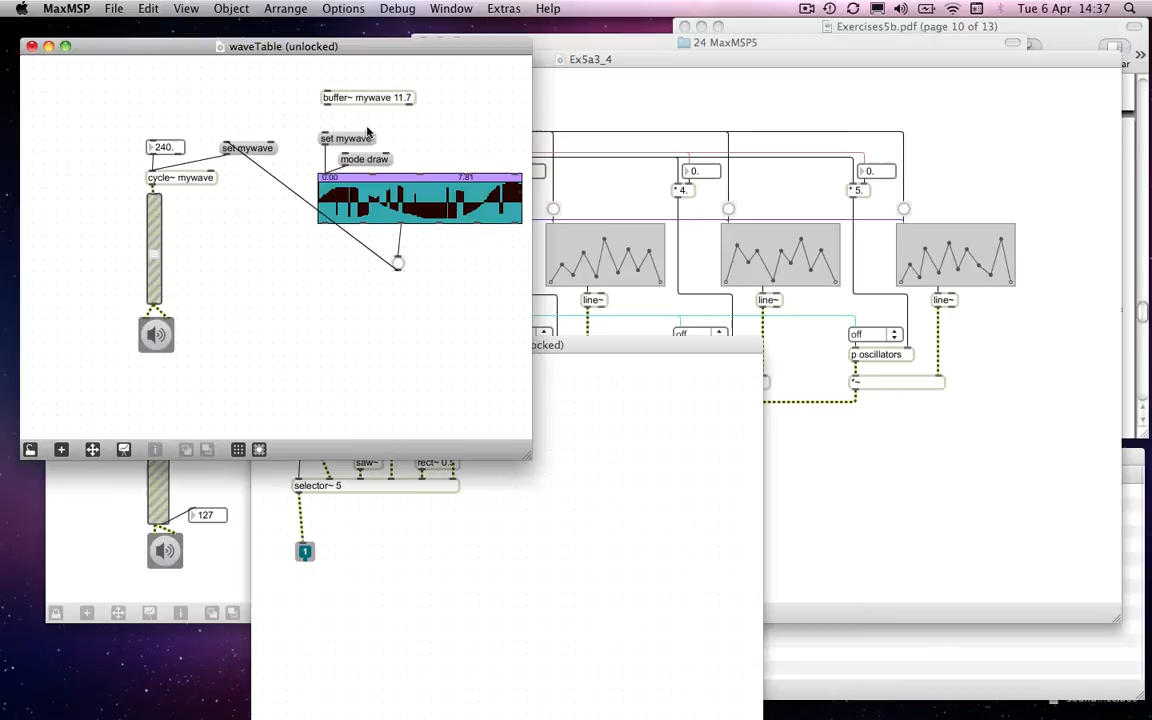 MaxMSP File Edit View Object Arrange Options Debug Window Extras Help Tue 6 Apr 14:37
Exercises5b.pdf (page 10 of 13)
24 MaxMSP5
waveTable (unlocked)
Ex5a3_4
ar
buffer~ mywave 11.7
set mywave
240.
set mywave
mode draw
cycle~ mywave
0.00 7.81
0.
0.
* 4.
* 5.
line~
line~
line~
off
off
ocked)
p oscillators
*~
saw~
rect~ 0.5
selector~ 5
127
1